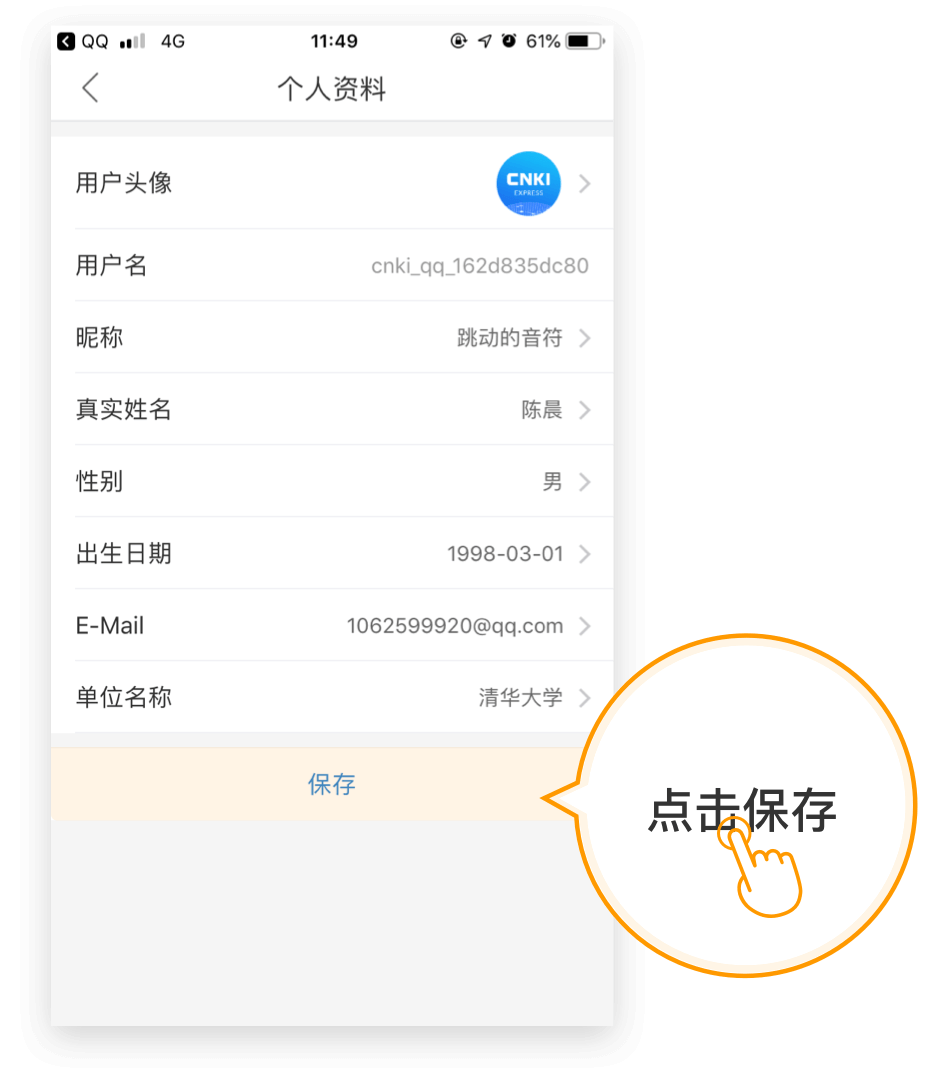 QQ 4G 11:49 61%
个人资料
用户头像 CNKI
EXPRESS
用户名 cnki_qq_162d835dc80
昵称 跳动的音符
真实姓名 陈晨
性别 男
出生日期 1998-03-01
E-Mail 1062599920@qq.com
单位名称 清华大学
保存
点击保存